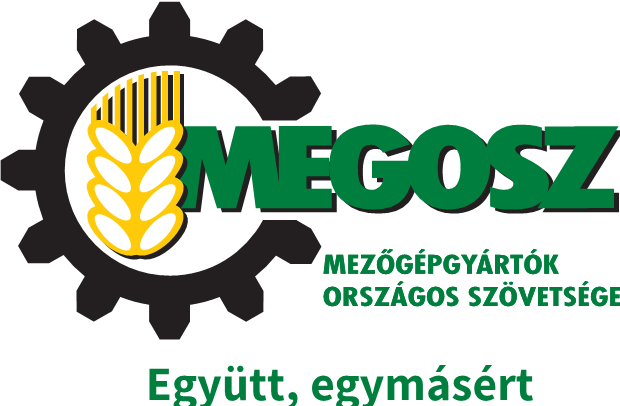 MEGOSZ
MEZŐGÉPGYÁRTÓK
ORSZÁGOS SZÖVETSÉGE
Együtt, egymásért